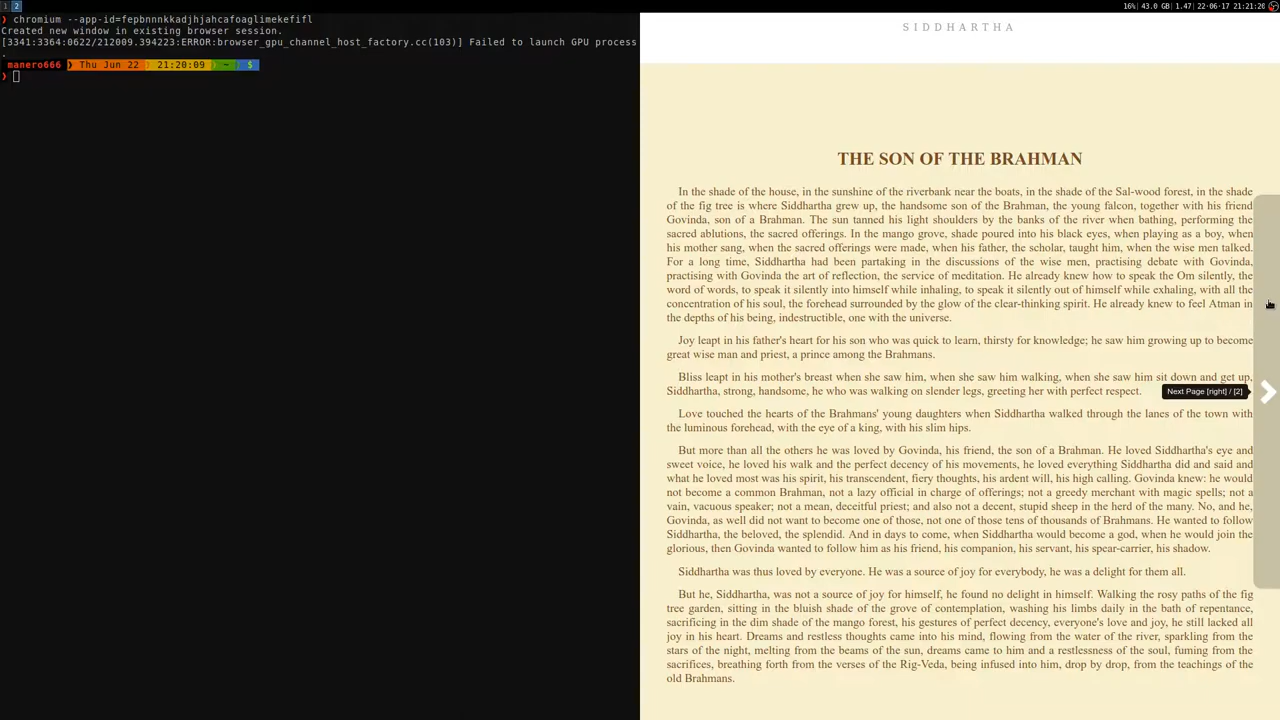 1 2
16%| 43.0 GB| 1.47| 22-06-17 21:21:20
❯ chromium --app-id=fepbnnnkkadjhjahcafoaglimekefifl
Created new window in existing browser session.
[3341:3364:0622/212009.394223:ERROR:browser_gpu_channel_host_factory.cc(103)] Failed to launch GPU process
.
manero666 ❯ Thu Jun 22 ❯ 21:20:09 ❯ ~ ❯ $
❯
SIDDHARTHA
THE SON OF THE BRAHMAN
In the shade of the house, in the sunshine of the riverbank near the boats, in the shade of the Sal-wood forest, in the shade
of the fig tree is where Siddhartha grew up, the handsome son of the Brahman, the young falcon, together with his friend
Govinda, son of a Brahman. The sun tanned his light shoulders by the banks of the river when bathing, performing the
sacred ablutions, the sacred offerings. In the mango grove, shade poured into his black eyes, when playing as a boy, when
his mother sang, when the sacred offerings were made, when his father, the scholar, taught him, when the wise men talked.
For a long time, Siddhartha had been partaking in the discussions of the wise men, practising debate with Govinda,
practising with Govinda the art of reflection, the service of meditation. He already knew how to speak the Om silently, the
word of words, to speak it silently into himself while inhaling, to speak it silently out of himself while exhaling, with all the
concentration of his soul, the forehead surrounded by the glow of the clear-thinking spirit. He already knew to feel Atman in
the depths of his being, indestructible, one with the universe.
Joy leapt in his father's heart for his son who was quick to learn, thirsty for knowledge; he saw him growing up to become
great wise man and priest, a prince among the Brahmans.
Bliss leapt in his mother's breast when she saw him, when she saw him walking, when she saw him sit down and get up,
Siddhartha, strong, handsome, he who was walking on slender legs, greeting her with perfect respect.
Next Page [right] / [2]
Love touched the hearts of the Brahmans' young daughters when Siddhartha walked through the lanes of the town with
the luminous forehead, with the eye of a king, with his slim hips.
But more than all the others he was loved by Govinda, his friend, the son of a Brahman. He loved Siddhartha's eye and
sweet voice, he loved his walk and the perfect decency of his movements, he loved everything Siddhartha did and said and
what he loved most was his spirit, his transcendent, fiery thoughts, his ardent will, his high calling. Govinda knew: he would
not become a common Brahman, not a lazy official in charge of offerings; not a greedy merchant with magic spells; not a
vain, vacuous speaker; not a mean, deceitful priest; and also not a decent, stupid sheep in the herd of the many. No, and he,
Govinda, as well did not want to become one of those, not one of those tens of thousands of Brahmans. He wanted to follow
Siddhartha, the beloved, the splendid. And in days to come, when Siddhartha would become a god, when he would join the
glorious, then Govinda wanted to follow him as his friend, his companion, his servant, his spear-carrier, his shadow.
Siddhartha was thus loved by everyone. He was a source of joy for everybody, he was a delight for them all.
But he, Siddhartha, was not a source of joy for himself, he found no delight in himself. Walking the rosy paths of the fig
tree garden, sitting in the bluish shade of the grove of contemplation, washing his limbs daily in the bath of repentance,
sacrificing in the dim shade of the mango forest, his gestures of perfect decency, everyone's love and joy, he still lacked all
joy in his heart. Dreams and restless thoughts came into his mind, flowing from the water of the river, sparkling from the
stars of the night, melting from the beams of the sun, dreams came to him and a restlessness of the soul, fuming from the
sacrifices, breathing forth from the verses of the Rig-Veda, being infused into him, drop by drop, from the teachings of the
old Brahmans.